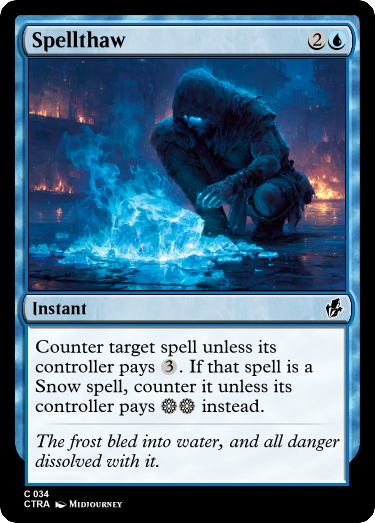 Spellthaw 2
Instant
Counter target spell unless its
controller pays 3. If that spell is a
Snow spell, counter it unless its
controller pays instead.
The frost bled into water, and all danger
dissolved with it.
C 034
CTRA Midjourney